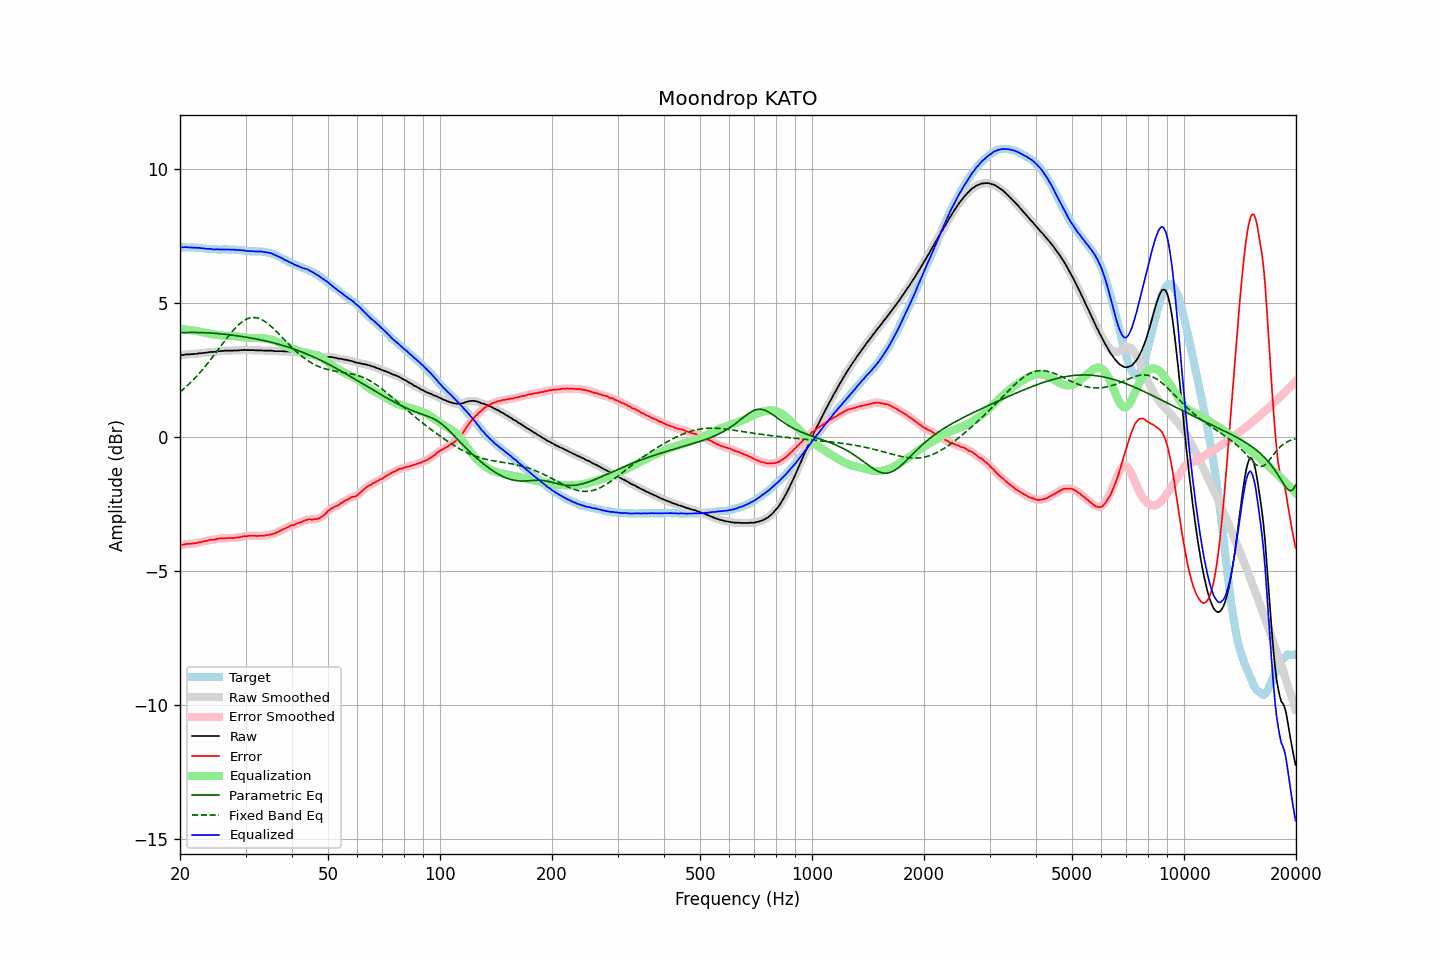 Moondrop KATO
Amplitude (dBr)
10
5
0
−5
−10
−15
Target
Raw Smoothed
Error Smoothed
Raw
Error
Equalization
Parametric Eq
Fixed Band Eq
Equalized
20 50 100 200 500 1000 2000 5000 10000 20000
Frequency (Hz)